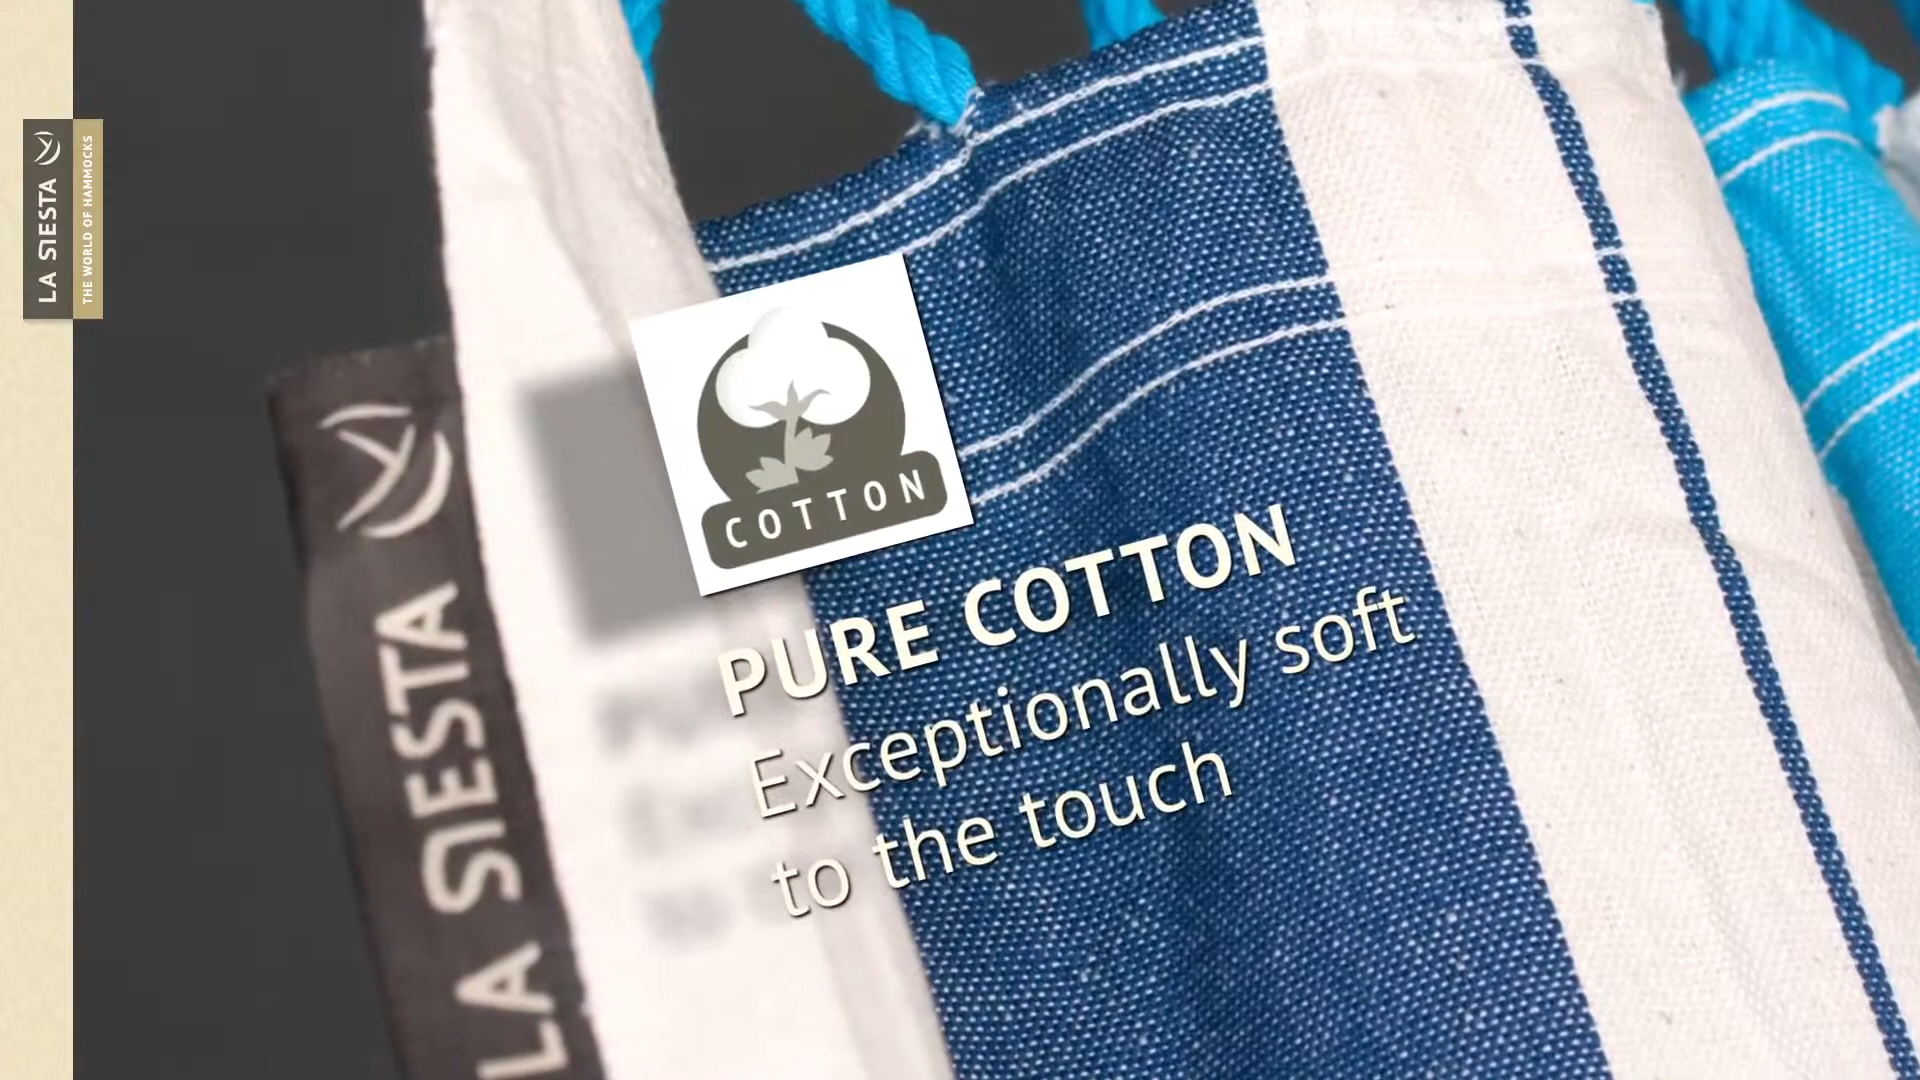 LA SIESTA
THE WORLD OF HAMMOCKS
LA SIESTA
COTTON
PURE COTTON
Exceptionally soft
to the touch